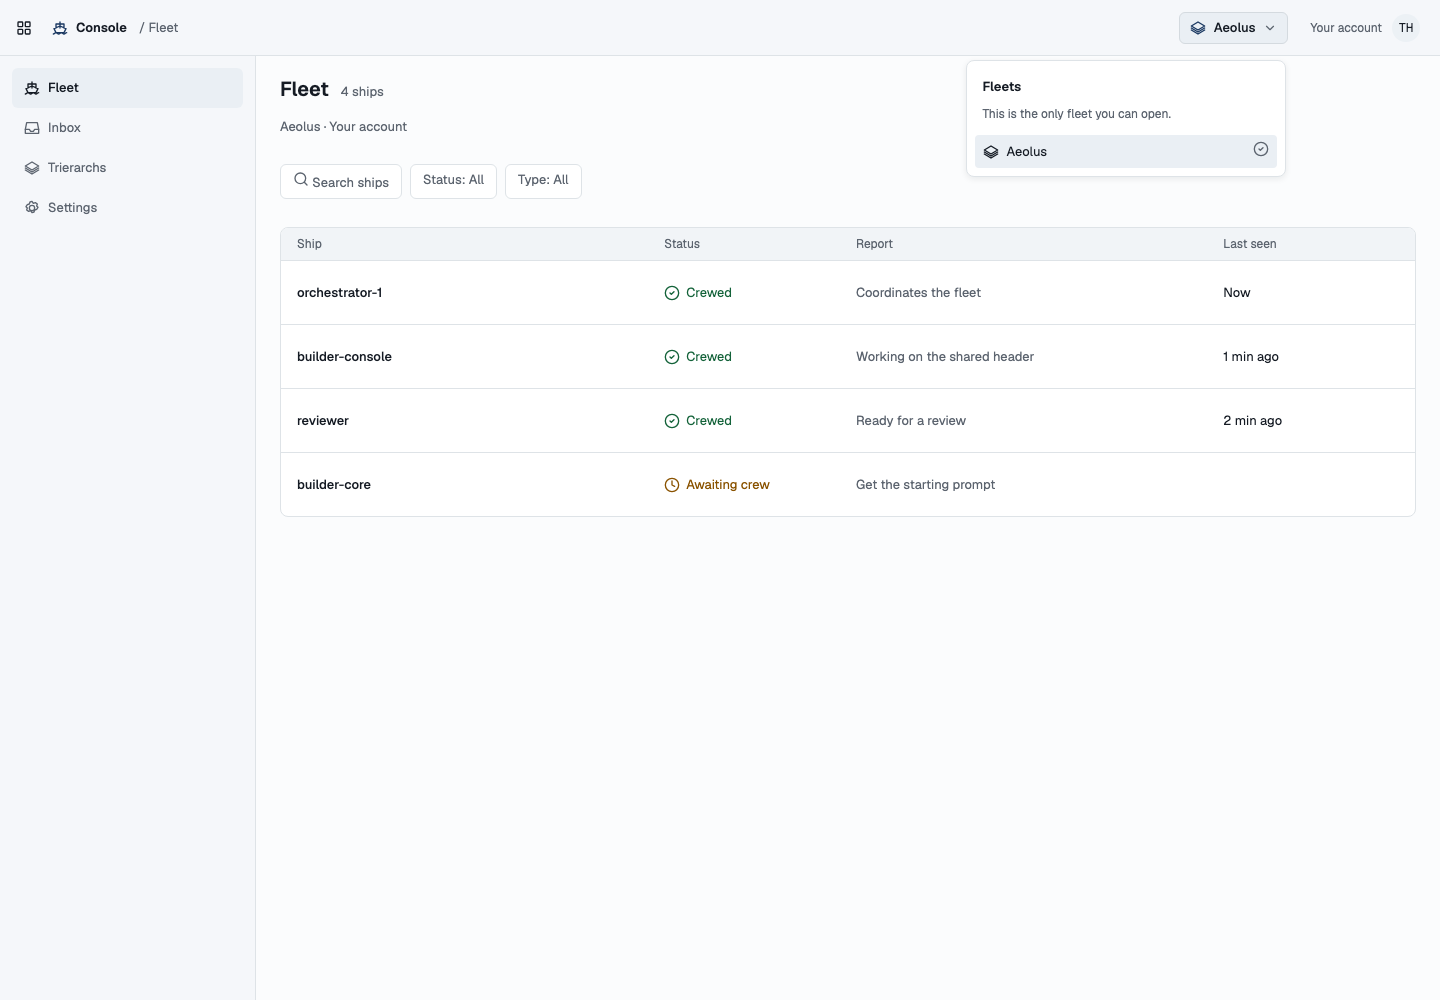 Console / Fleet
Aeolus
Your account
TH
Fleet
Inbox
Trierarchs
Settings
Fleet 4 ships
Aeolus · Your account
Search ships
Status: All
Type: All
Fleets
This is the only fleet you can open.
Aeolus
Ship Status Report Last seen
orchestrator-1 Crewed Coordinates the fleet Now
builder-console Crewed Working on the shared header 1 min ago
reviewer Crewed Ready for a review 2 min ago
builder-core Awaiting crew Get the starting prompt